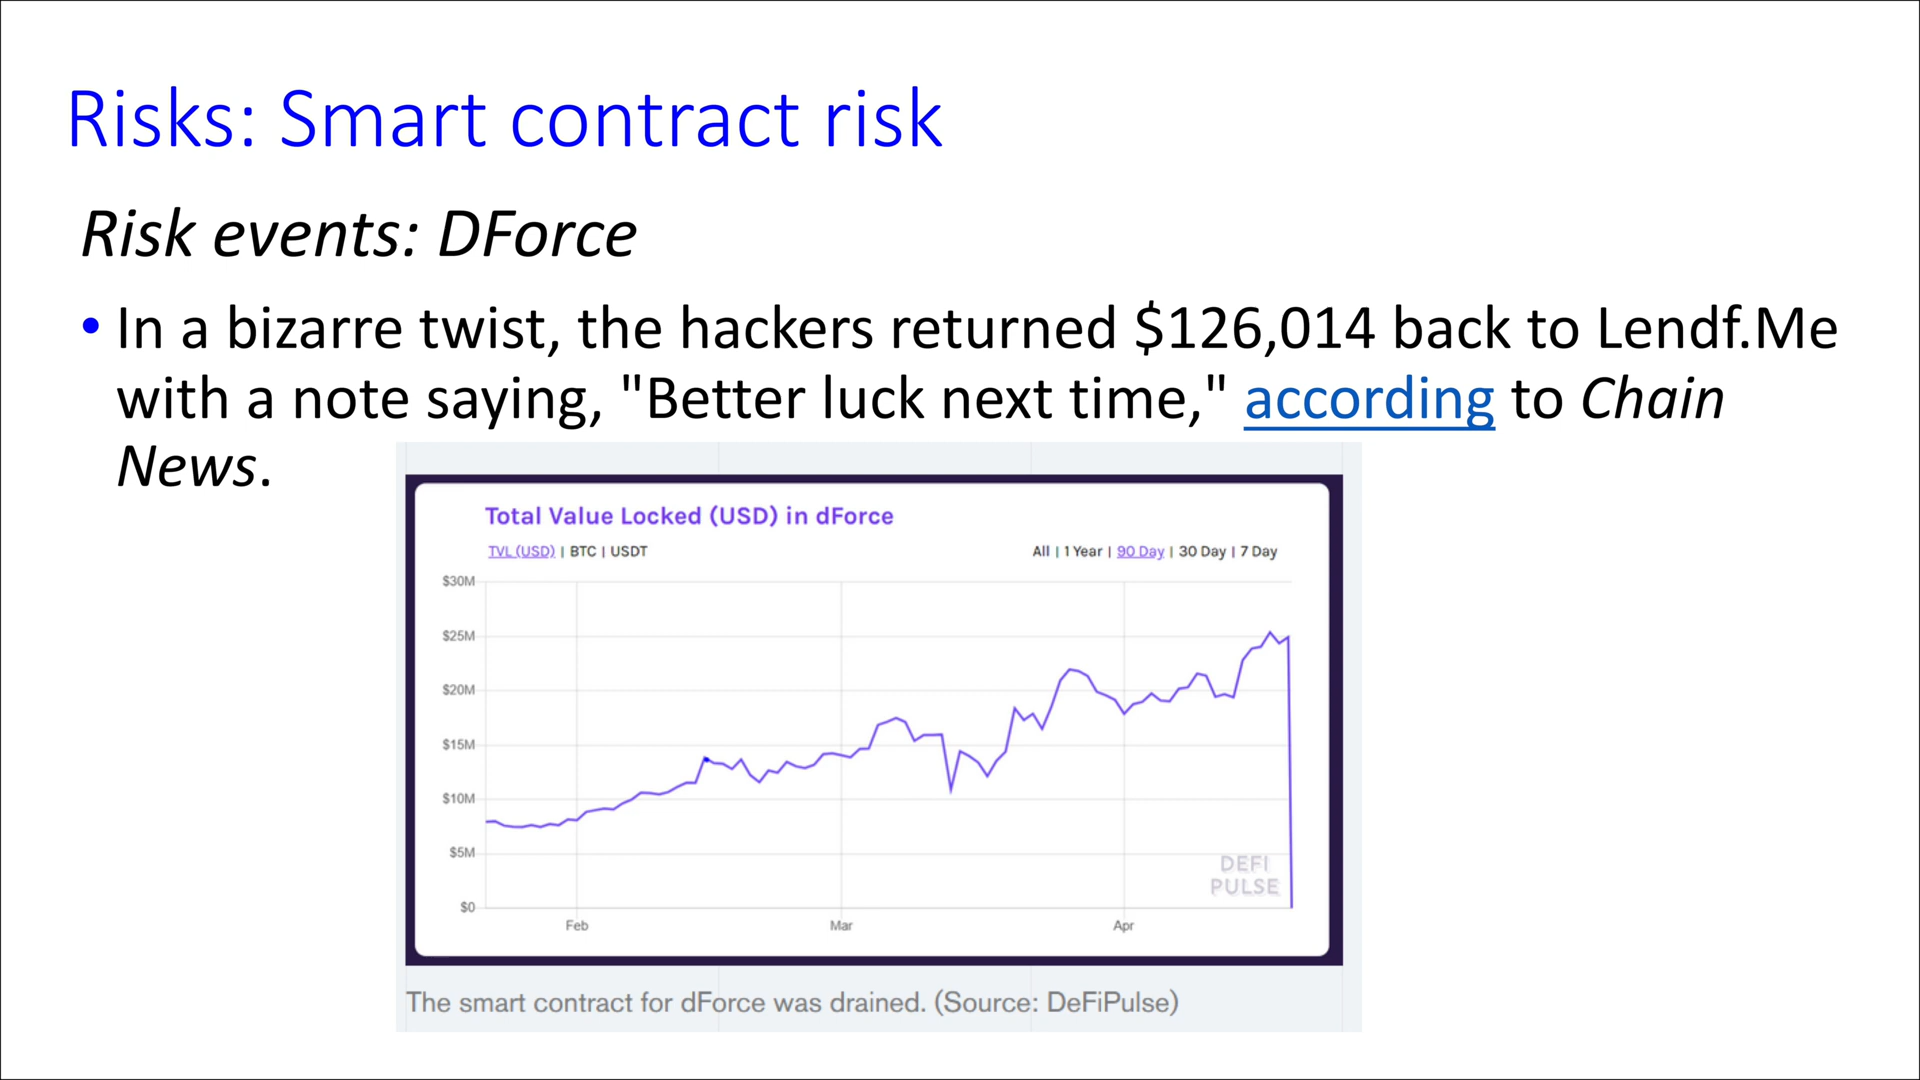 Risks: Smart contract risk
Risk events: DForce
• In a bizarre twist, the hackers returned $126,014 back to Lendf.Me
with a note saying, "Better luck next time," according to Chain
News.
Total Value Locked (USD) in dForce
TVL (USD) | BTC | USDT
All | 1 Year | 90 Day | 30 Day | 7 Day
$30M
$25M
$20M
$15M
$10M
$5M
$0
DEFI
PULSE
Feb Mar Apr
The smart contract for dForce was drained. (Source: DeFiPulse)